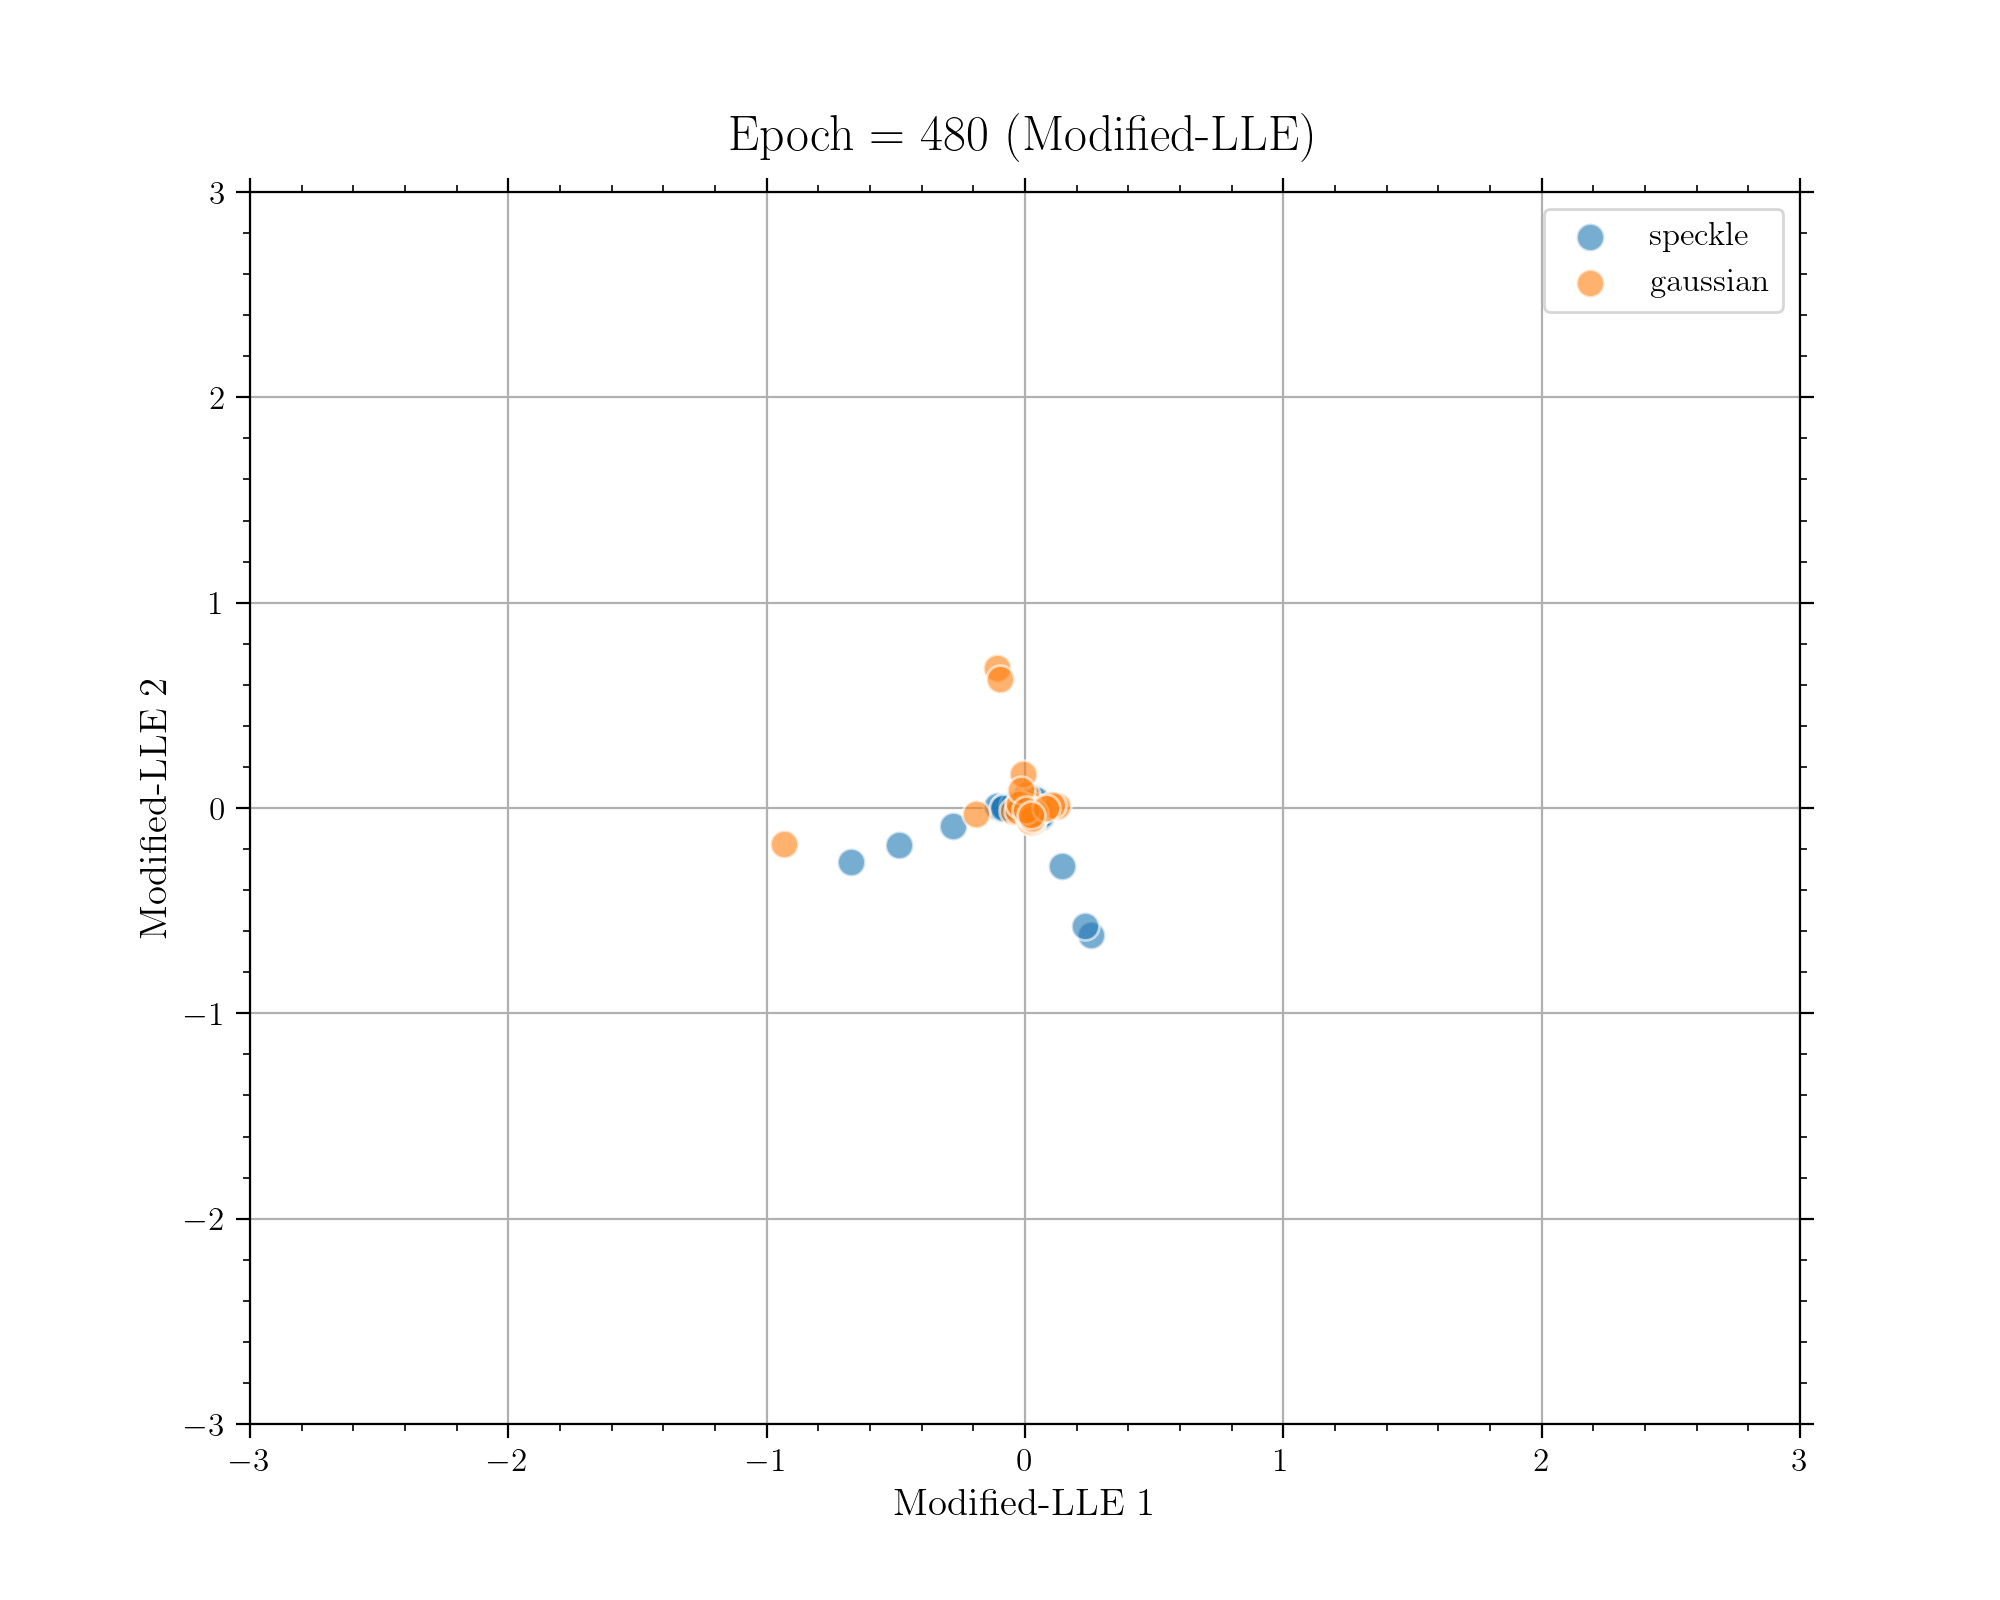 Epoch = 480 (Modified-LLE)
speckle
gaussian
3
2
1
0
−1
−2
−3
Modified-LLE 2
−3
−2
−1
0
1
2
3
Modified-LLE 1